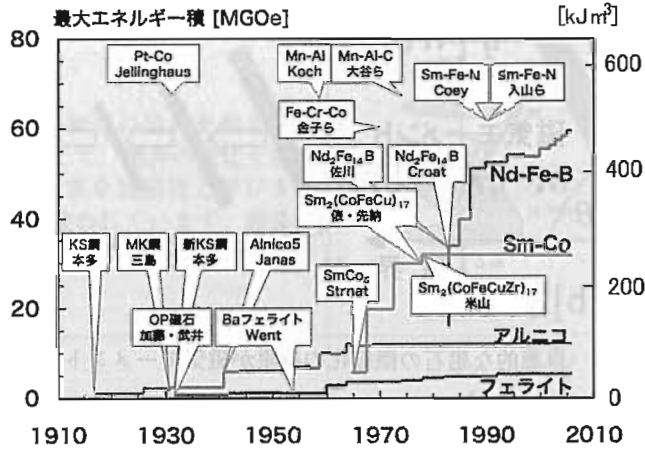 最大エネルギー積 [MGOe]
[kJm³]
80
60
40
20
0
600
400
200
0
Pt-Co
Jellinghaus
Mn-Al
Koch
Mn-Al-C
大谷ら
Fe-Cr-Co
金子ら
Sm-Fe-N
Coey
Sm-Fe-N
入山ら
Nd₂Fe₁₄B
佐川
Nd₂Fe₁₄B
Croat
Nd-Fe-B
Sm₂(CoFeCu)₁₇
俵・先納
KS鋼
本多
MK鋼
三島
新KS鋼
本多
Alnico5
Janas
Sm-Co
SmCo₅
Strnat
Sm₂(CoFeCuZr)₁₇
米山
OP磁石
加藤・武井
Baフェライト
Went
アルニコ
フェライト
1910
1930
1950
1970
1990
2010